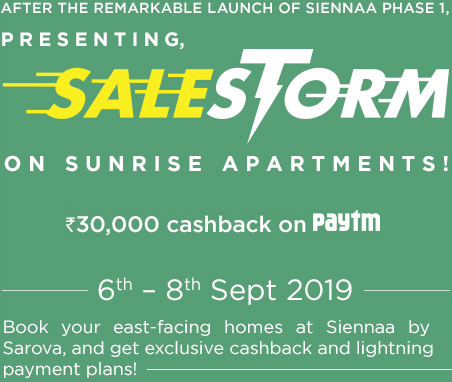 AFTER THE REMARKABLE LAUNCH OF SIENNAA PHASE 1,
PRESENTING,
SALESTORM
ON SUNRISE APARTMENTS!
₹30,000 cashback on Paytm
6th – 8th Sept 2019
Book your east-facing homes at Siennaa by
Sarova, and get exclusive cashback and lightning
payment plans!